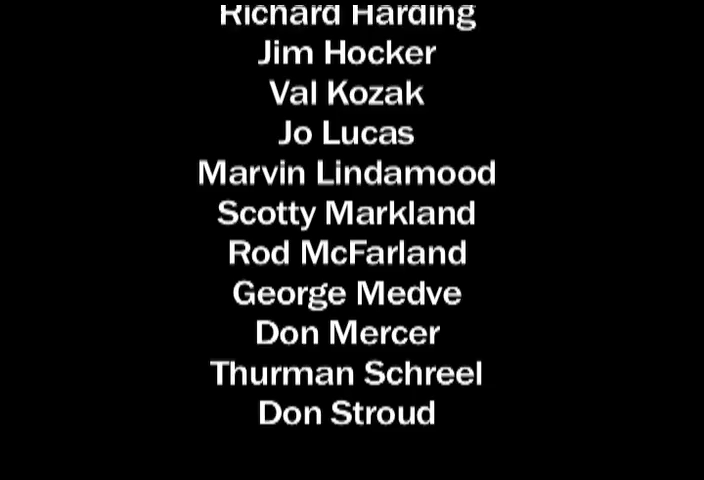 Richard Harding
Jim Hocker
Val Kozak
Jo Lucas
Marvin Lindamood
Scotty Markland
Rod McFarland
George Medve
Don Mercer
Thurman Schreel
Don Stroud